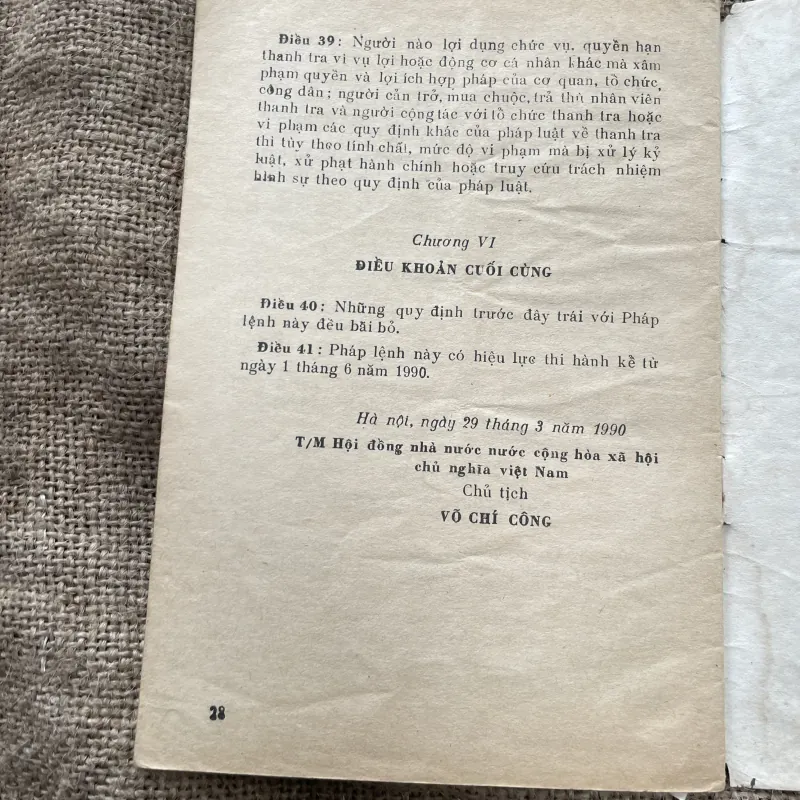 Điều 39: Người nào lợi dụng chức vụ, quyền hạn
thanh tra vì vụ lợi hoặc động cơ cá nhân khác mà xâm
phạm quyền và lợi ích hợp pháp của cơ quan, tổ chức,
công dân; người cản trở, mua chuộc, trả thù nhân viên
thanh tra và người cộng tác với tổ chức thanh tra hoặc
vi phạm các quy định khác của pháp luật về thanh tra
thì tùy theo tính chất, mức độ vi phạm mà bị xử lý kỷ
luật, xử phạt hành chính hoặc truy cứu trách nhiệm
hình sự theo quy định của pháp luật.
Chương VI
ĐIỀU KHOẢN CUỐI CÙNG
Điều 40: Những quy định trước đây trái với Pháp
lệnh này đều bãi bỏ.
Điều 41: Pháp lệnh này có hiệu lực thi hành kể từ
ngày 1 tháng 6 năm 1990.
Hà nội, ngày 29 tháng 3 năm 1990
T/M Hội đồng nhà nước nước cộng hòa xã hội
chủ nghĩa việt Nam
Chủ tịch
VÕ CHÍ CÔNG
28